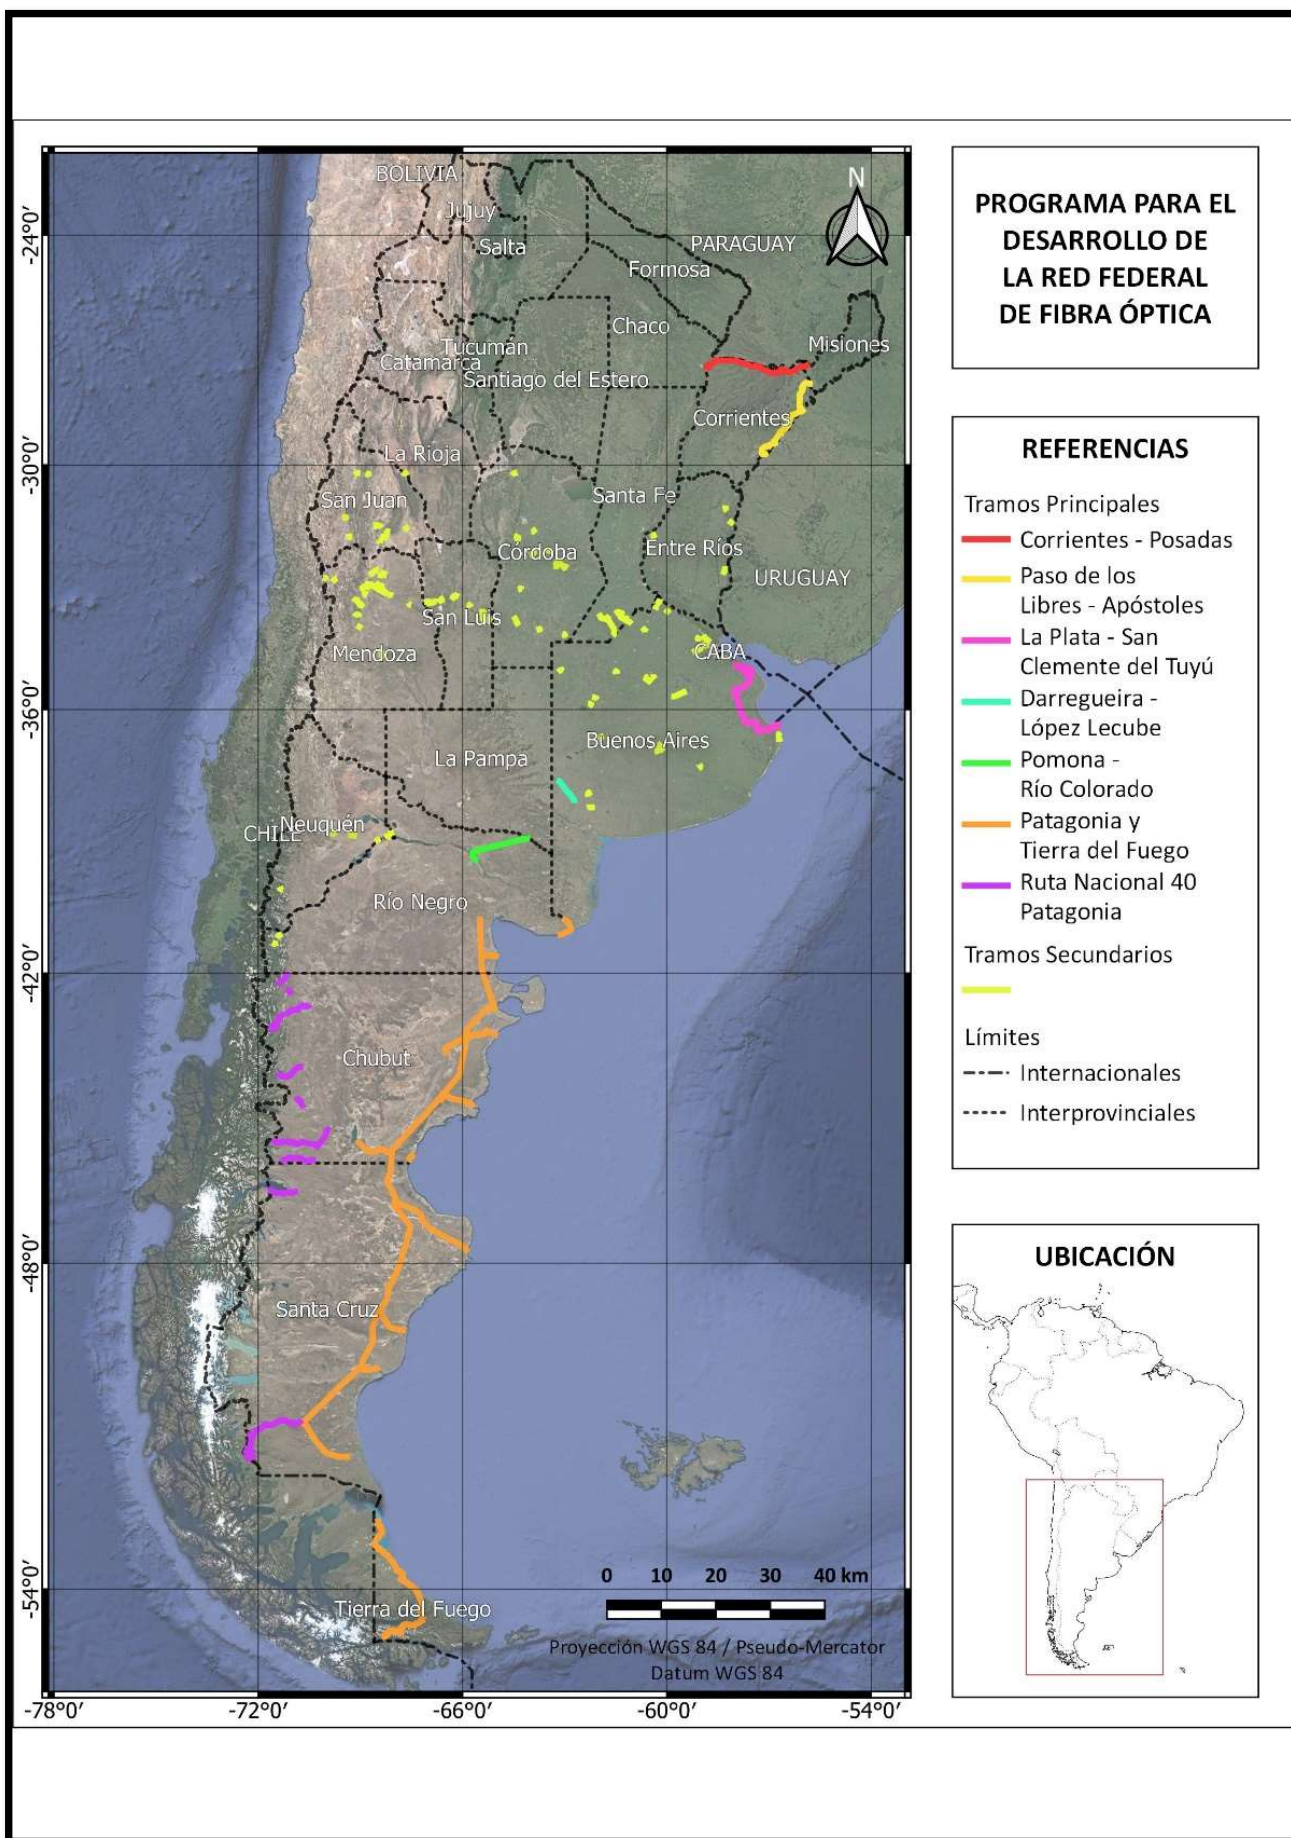 BOLIVIA
Jujuy
Salta
PARAGUAY
Formosa
Chaco
Misiones
Tucumán
Catamarca
Santiago del Estero
Corrientes
La Rioja
San Juan
Santa Fe
Córdoba
Entre Ríos
URUGUAY
San Luis
Mendoza
CABA
Buenos Aires
La Pampa
Neuquén
CHILE
Río Negro
Chubut
Santa Cruz
Tierra del Fuego
N
-24°0′
-30°0′
-36°0′
-42°0′
-48°0′
-54°0′
0 10 20 30 40 km
Proyección WGS 84 / Pseudo-Mercator
Datum WGS 84
-78°0′ -72°0′ -66°0′ -60°0′ -54°0′
PROGRAMA PARA EL
DESARROLLO DE
LA RED FEDERAL
DE FIBRA ÓPTICA
REFERENCIAS
Tramos Principales
Corrientes - Posadas
Paso de los
Libres - Apóstoles
La Plata - San
Clemente del Tuyú
Darregueira -
López Lecube
Pomona -
Río Colorado
Patagonia y
Tierra del Fuego
Ruta Nacional 40
Patagonia
Tramos Secundarios
Límites
Internacionales
Interprovinciales
UBICACIÓN